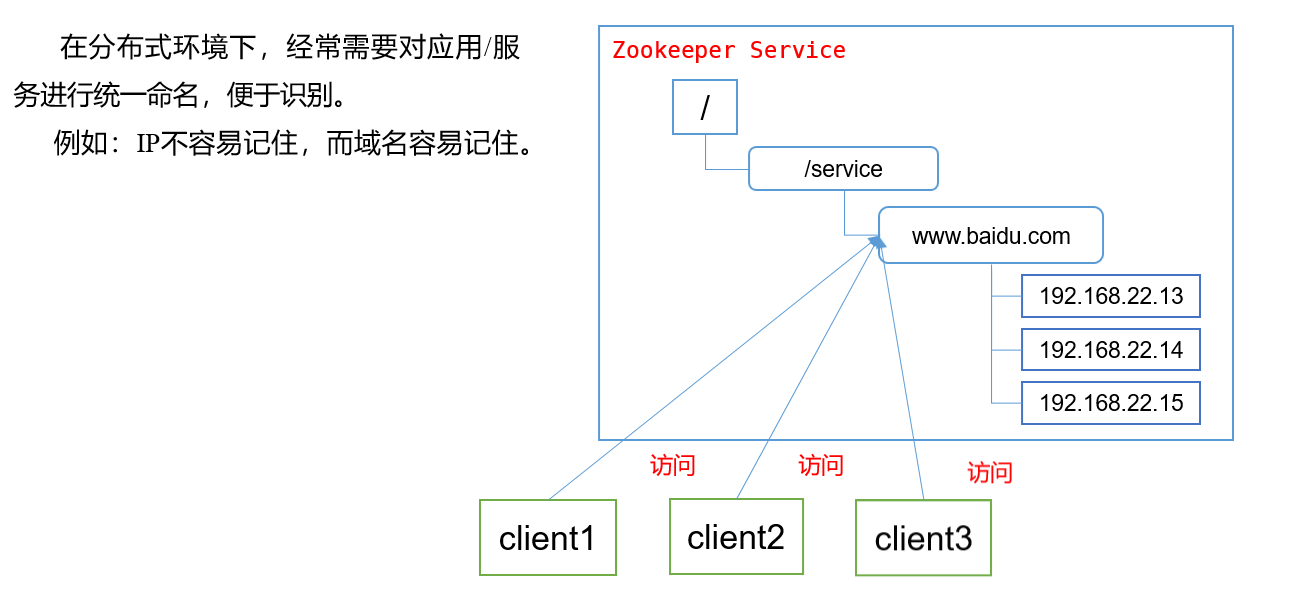 在分布式环境下，经常需要对应用/服
务进行统一命名，便于识别。
例如：IP不容易记住，而域名容易记住。
Zookeeper Service
/
/service
www.baidu.com
192.168.22.13
192.168.22.14
192.168.22.15
访问
访问
访问
client1
client2
client3